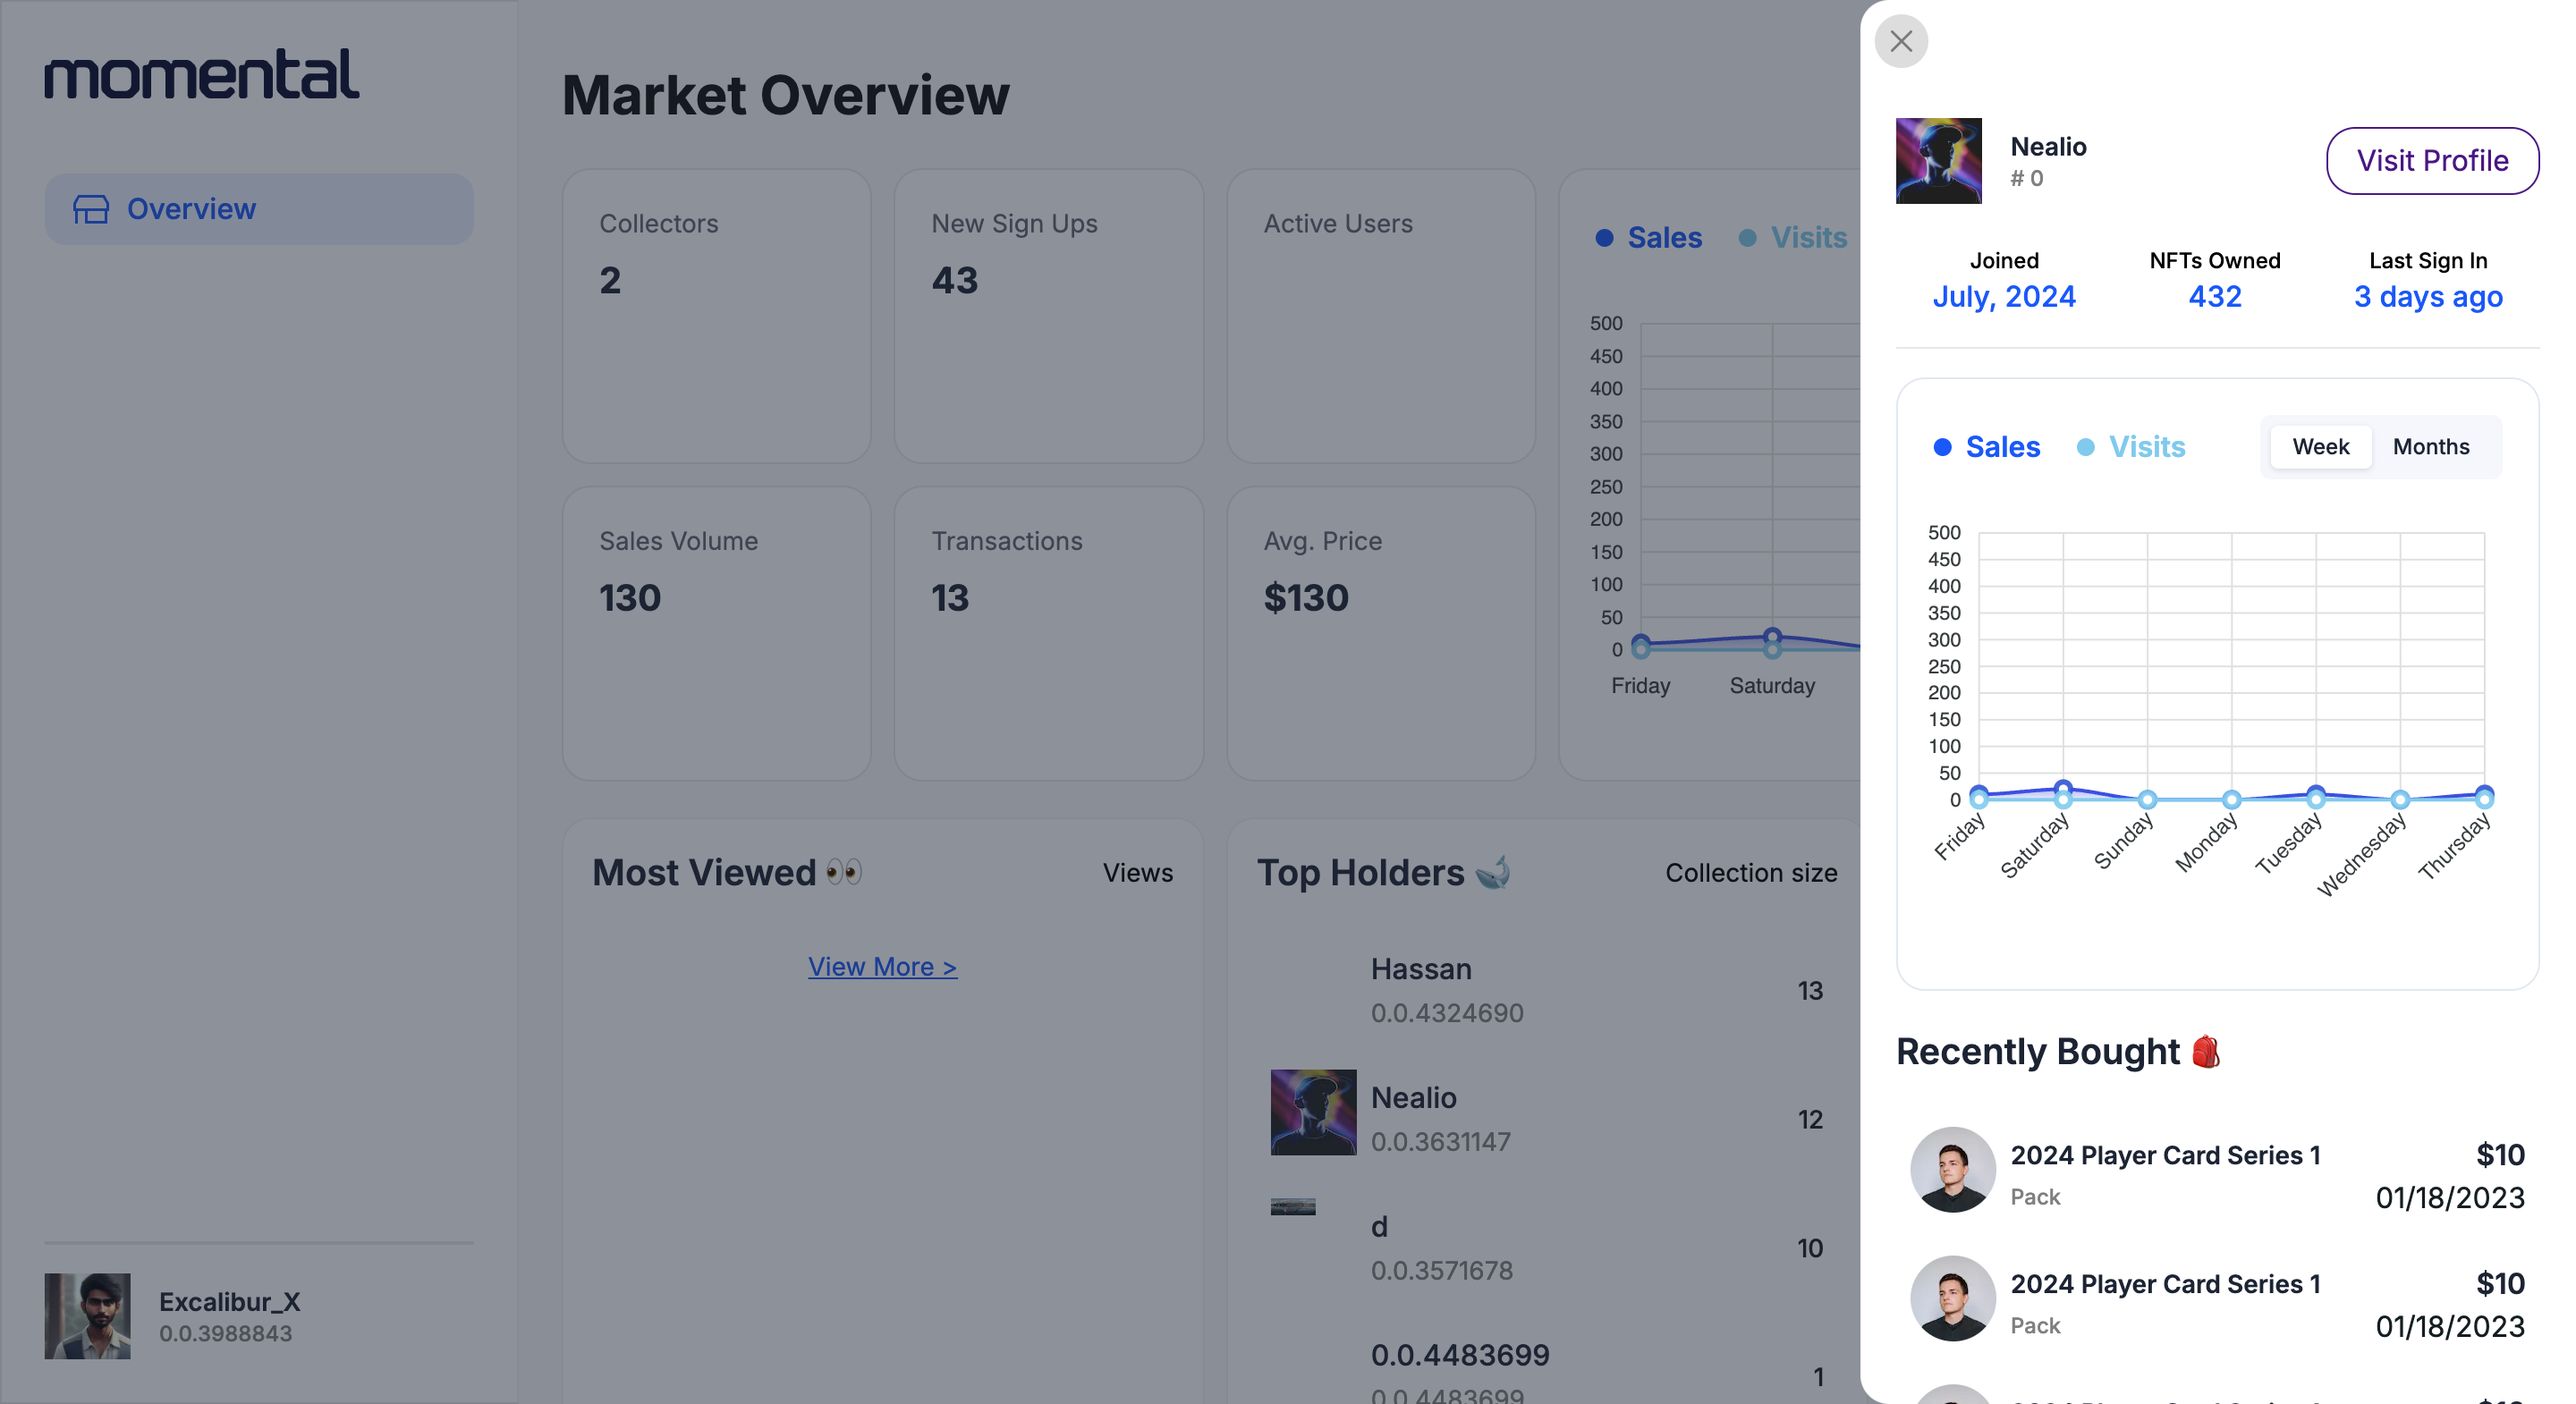 momental
Overview
Excalibur_X
0.0.3988843
Market Overview
Collectors
2
New Sign Ups
43
Active Users
Sales Volume
130
Transactions
13
Avg. Price
$130
Sales
Visits
500
450
400
350
300
250
200
150
100
50
0
Friday
Saturday
Most Viewed 👀
Views
View More >
Top Holders 🐳
Collection size
Hassan
0.0.4324690
13
Nealio
0.0.3631147
12
d
0.0.3571678
10
0.0.4483699
0.0.4483699
1
Nealio
# 0
Visit Profile
Joined
July, 2024
NFTs Owned
432
Last Sign In
3 days ago
Sales
Visits
Week
Months
500
450
400
350
300
250
200
150
100
50
0
Friday
Saturday
Sunday
Monday
Tuesday
Wednesday
Thursday
Recently Bought 🎒
2024 Player Card Series 1
Pack
$10
01/18/2023
2024 Player Card Series 1
Pack
$10
01/18/2023